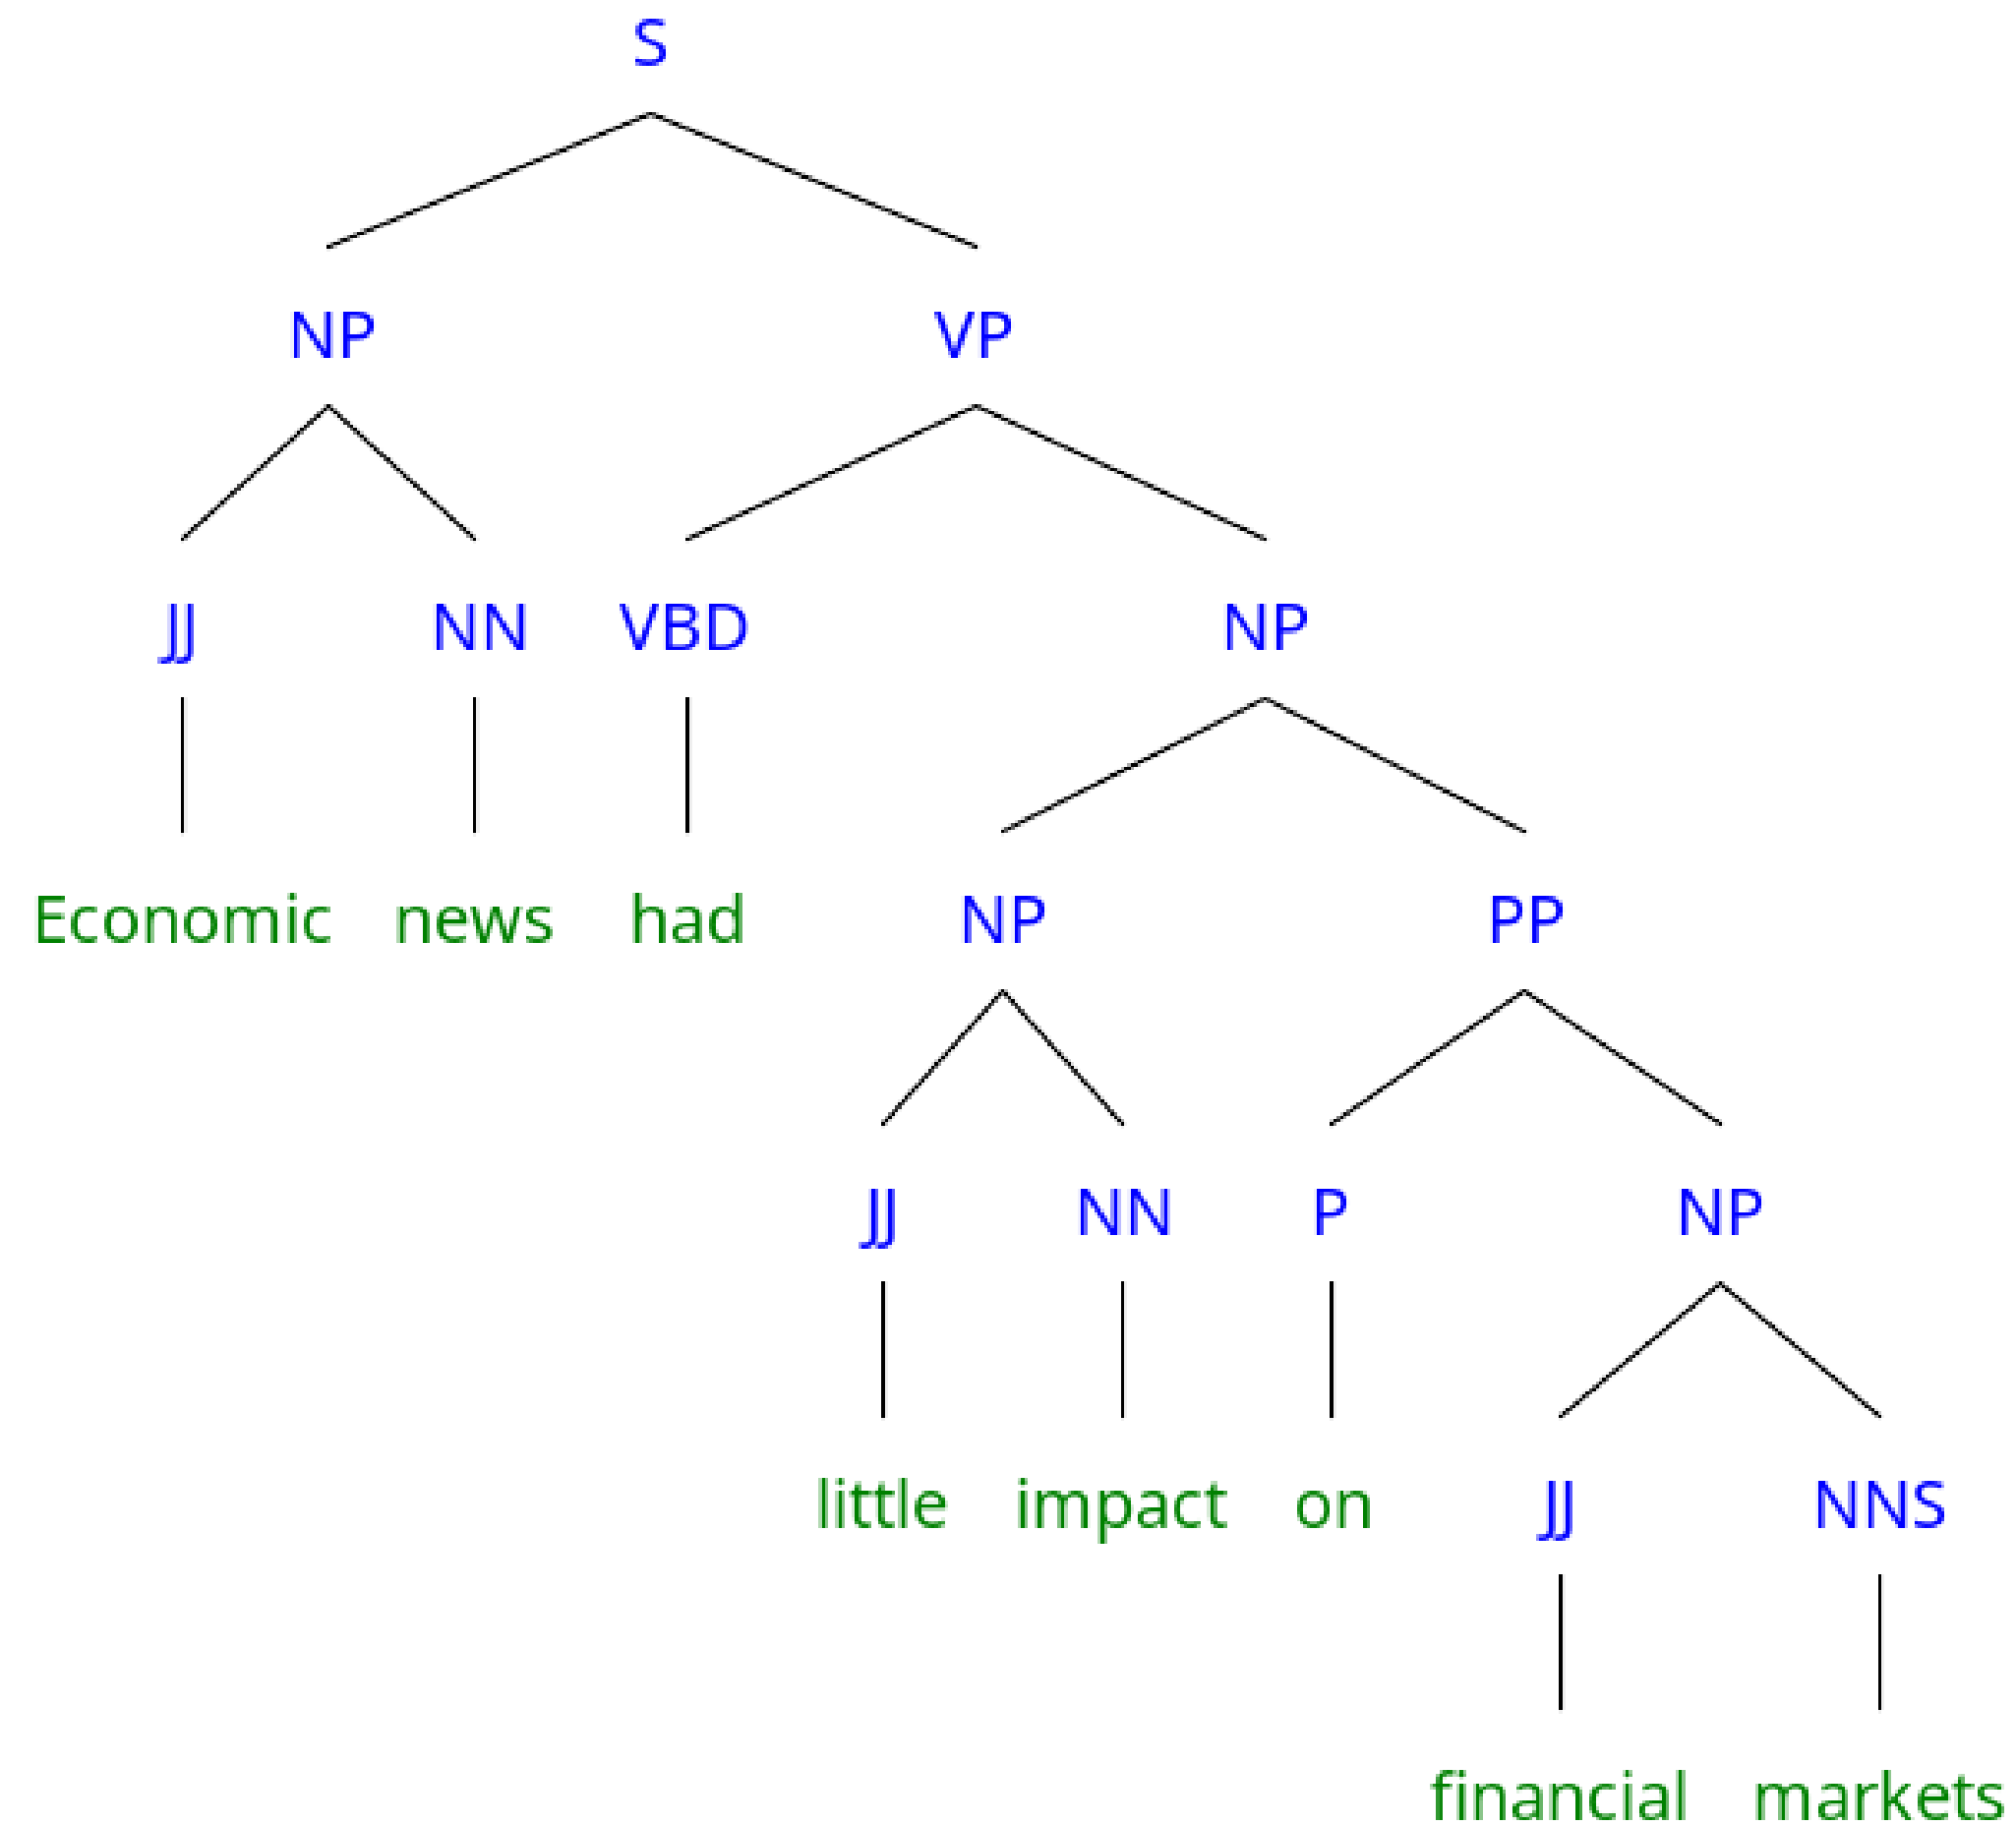 S
NP VP
JJ NN VBD NP
Economic news had NP PP
JJ NN P NP
little impact on JJ NNS
financial markets